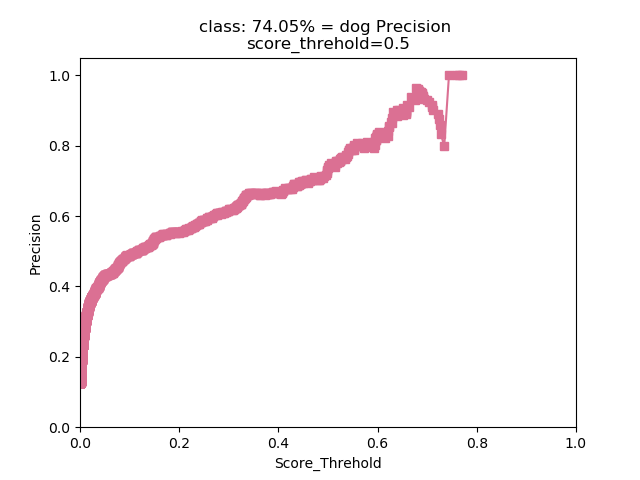 class: 74.05% = dog Precision
score_threhold=0.5
1.0
0.8
0.6
0.4
0.2
0.0
Precision
0.0 0.2 0.4 0.6 0.8 1.0
Score_Threhold